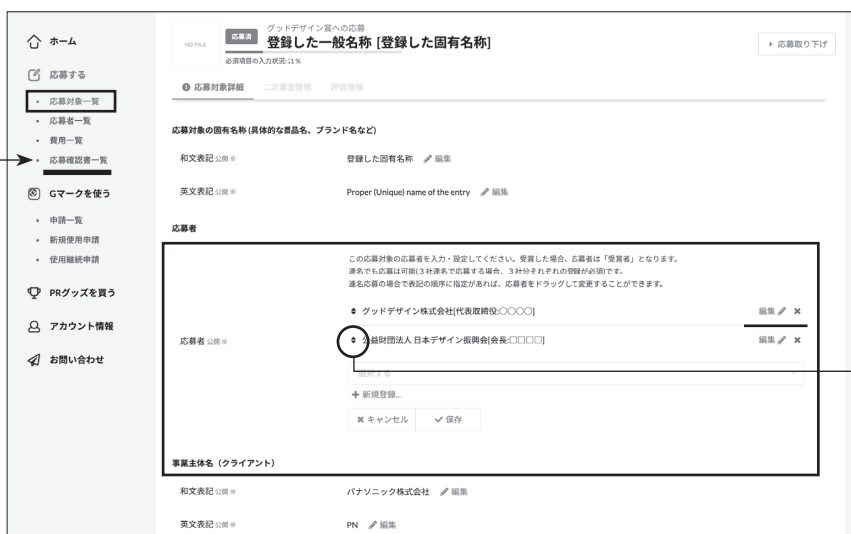 ホーム
応募する
応募対象一覧
応募者一覧
費用一覧
応募確認書一覧
Gマークを使う
申請一覧
新規使用申請
使用継続申請
PRグッズを買う
アカウント情報
お問い合わせ
NO FILE
応募済
グッドデザイン賞への応募
登録した一般名称 [登録した固有名称]
必須項目の入力状況: 11%
応募取り下げ
応募対象詳細 二次審査情報 評価情報
応募対象の固有名称 (具体的な商品名、ブランド名など)
和文表記 公開 ※ 登録した固有名称 編集
英文表記 公開 ※ Proper (Unique) name of the entry 編集
応募者
この応募対象の応募者を入力・設定してください。受賞した場合、応募者は「受賞者」となります。
連名でも応募は可能(3社連名で応募する場合、3社分それぞれの登録が必須)です。
連名応募の場合で表記の順序に指定があれば、応募者をドラッグして変更することができます。
グッドデザイン株式会社[代表取締役:○○○○] 編集
応募者 公開 ※ 公益財団法人 日本デザイン振興会[会長:□□□□] 編集
選択する
新規登録...
キャンセル 保存
事業主体名（クライアント）
和文表記 公開 ※ パナソニック株式会社 編集
英文表記 公開 ※ PN 編集